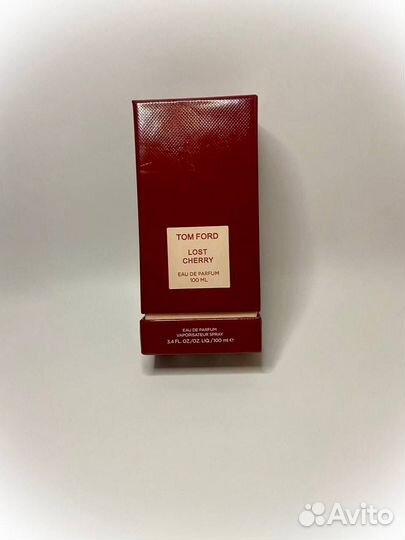 TOM FORD
LOST
CHERRY
EAU DE PARFUM
100 ML
EAU DE PARFUM
VAPORISATEUR SPRAY
3.4 FL. OZ./OZ. LIQ./100 ml ℮
Avito